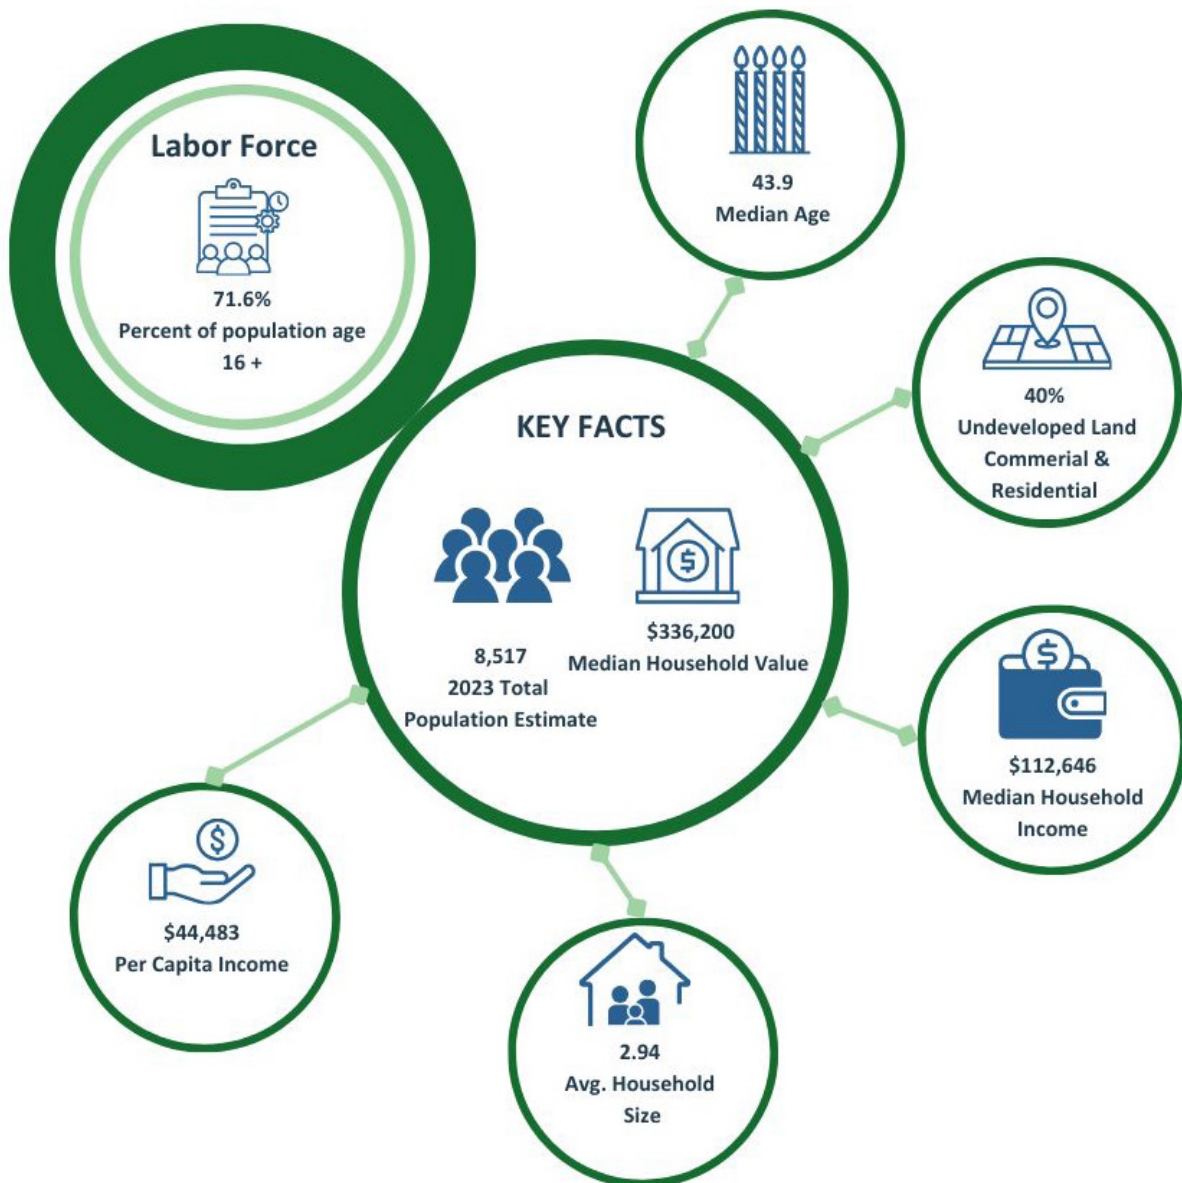 Labor Force
71.6%
Percent of population age
16 +
43.9
Median Age
40%
Undeveloped Land
Commerial &
Residential
KEY FACTS
8,517
2023 Total
Population Estimate
$336,200
Median Household Value
$112,646
Median Household
Income
$44,483
Per Capita Income
2.94
Avg. Household
Size